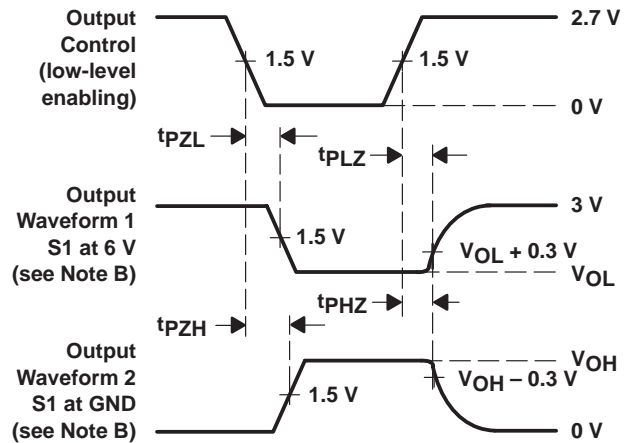 Output
Control
(low-level
enabling)
2.7 V
1.5 V
1.5 V
0 V
tPZL
tPLZ
Output
Waveform 1
S1 at 6 V
(see Note B)
3 V
1.5 V
VOL + 0.3 V
VOL
tPZH
tPHZ
Output
Waveform 2
S1 at GND
(see Note B)
VOH
VOH – 0.3 V
1.5 V
0 V